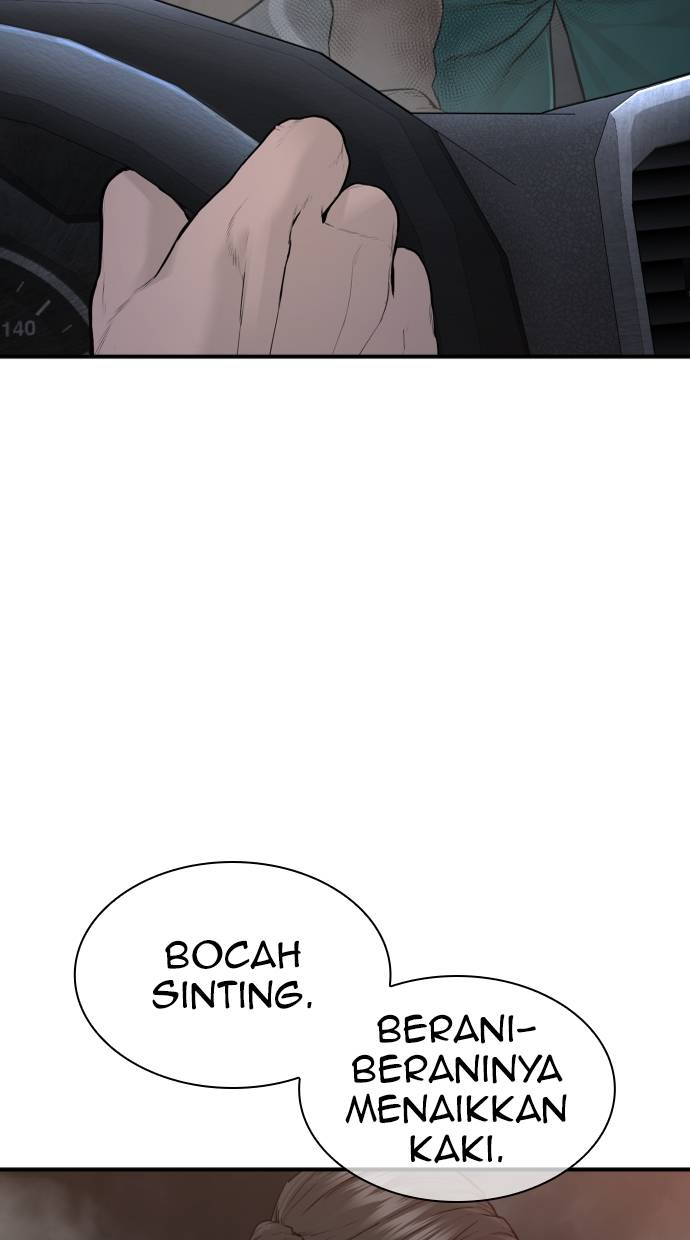 140
BOCAH
SINTING.
BERANI-
BERANINYA
MENAIKKAN
KAKI.